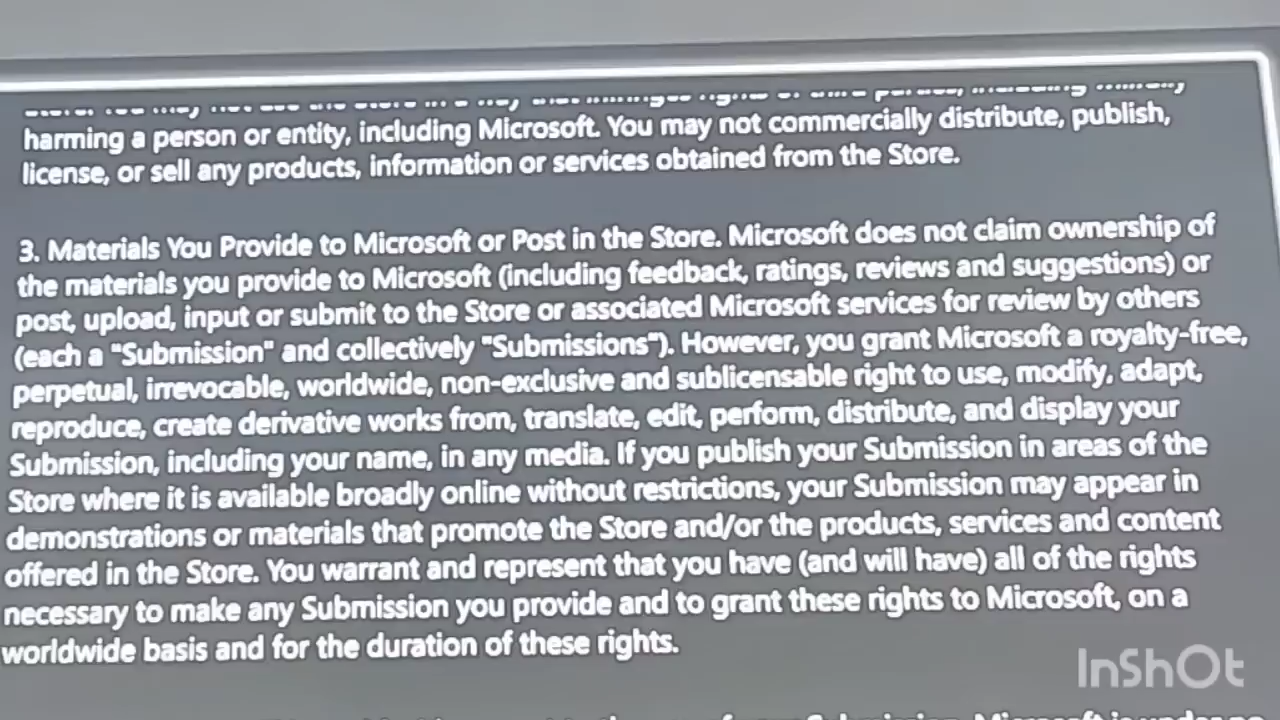 harming a person or entity, including Microsoft. You may not commercially distribute, publish,
license, or sell any products, information or services obtained from the Store.
3. Materials You Provide to Microsoft or Post in the Store. Microsoft does not claim ownership of
the materials you provide to Microsoft (including feedback, ratings, reviews and suggestions) or
post, upload, input or submit to the Store or associated Microsoft services for review by others
(each a "Submission" and collectively "Submissions"). However, you grant Microsoft a royalty-free,
perpetual, irrevocable, worldwide, non-exclusive and sublicensable right to use, modify, adapt,
reproduce, create derivative works from, translate, edit, perform, distribute, and display your
Submission, including your name, in any media. If you publish your Submission in areas of the
Store where it is available broadly online without restrictions, your Submission may appear in
demonstrations or materials that promote the Store and/or the products, services and content
offered in the Store. You warrant and represent that you have (and will have) all of the rights
necessary to make any Submission you provide and to grant these rights to Microsoft, on a
worldwide basis and for the duration of these rights.
InShOt